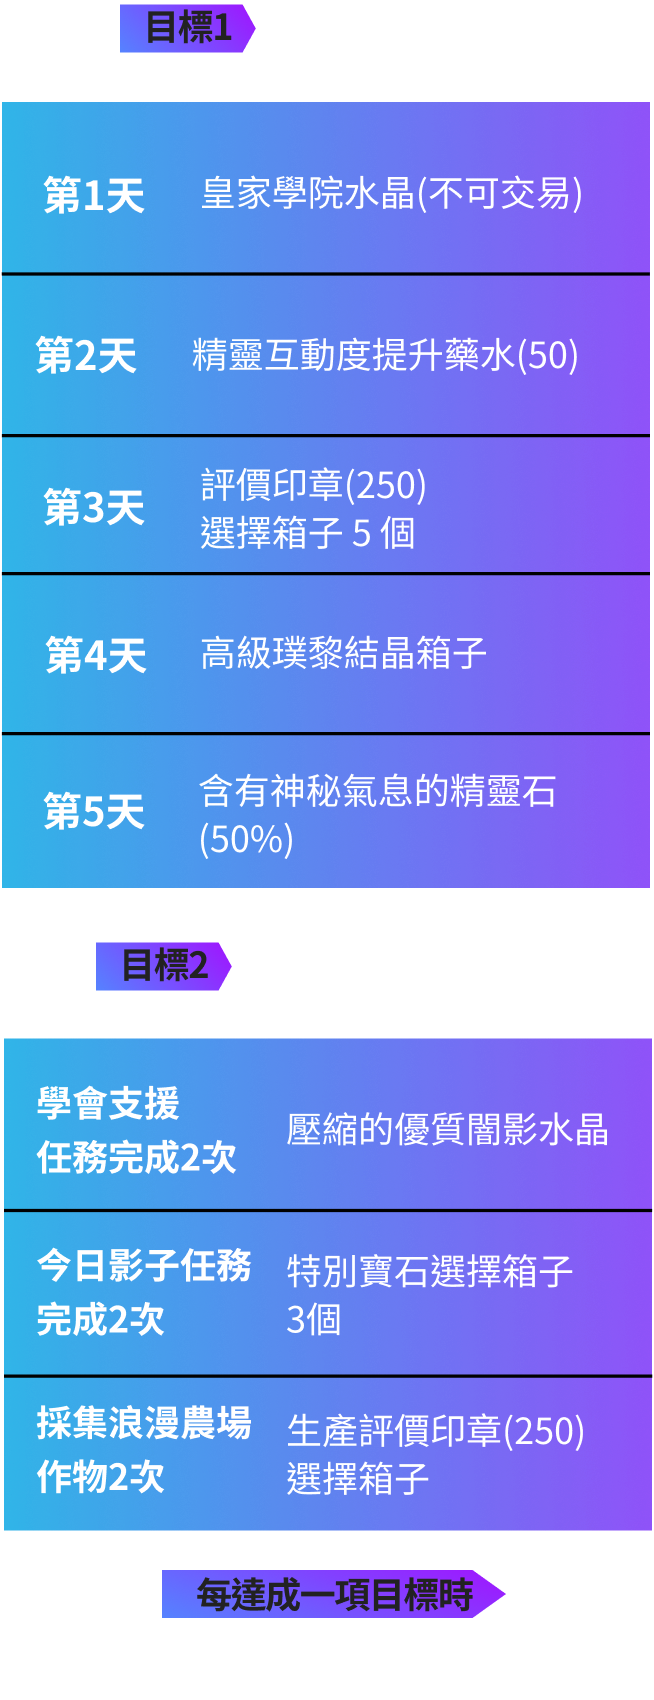 目標1
第1天
皇家學院水晶(不可交易)
第2天
精靈互動度提升藥水(50)
第3天
評價印章(250)
選擇箱子 5 個
第4天
高級璞黎結晶箱子
第5天
含有神秘氣息的精靈石
(50%)
目標2
學會支援
任務完成2次
壓縮的優質闇影水晶
今日影子任務
完成2次
特別寶石選擇箱子
3個
採集浪漫農場
作物2次
生產評價印章(250)
選擇箱子
每達成一項目標時